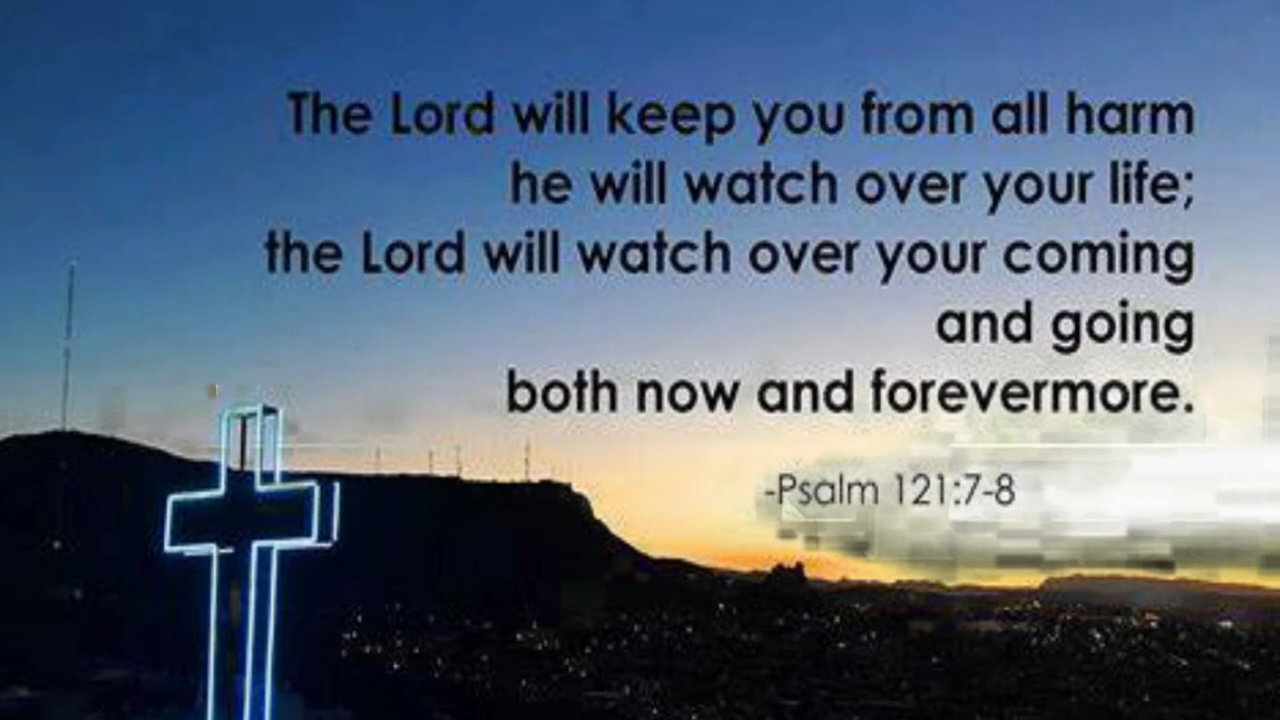 The Lord will keep you from all harm
he will watch over your life;
the Lord will watch over your coming
and going
both now and forevermore.
-Psalm 121:7-8